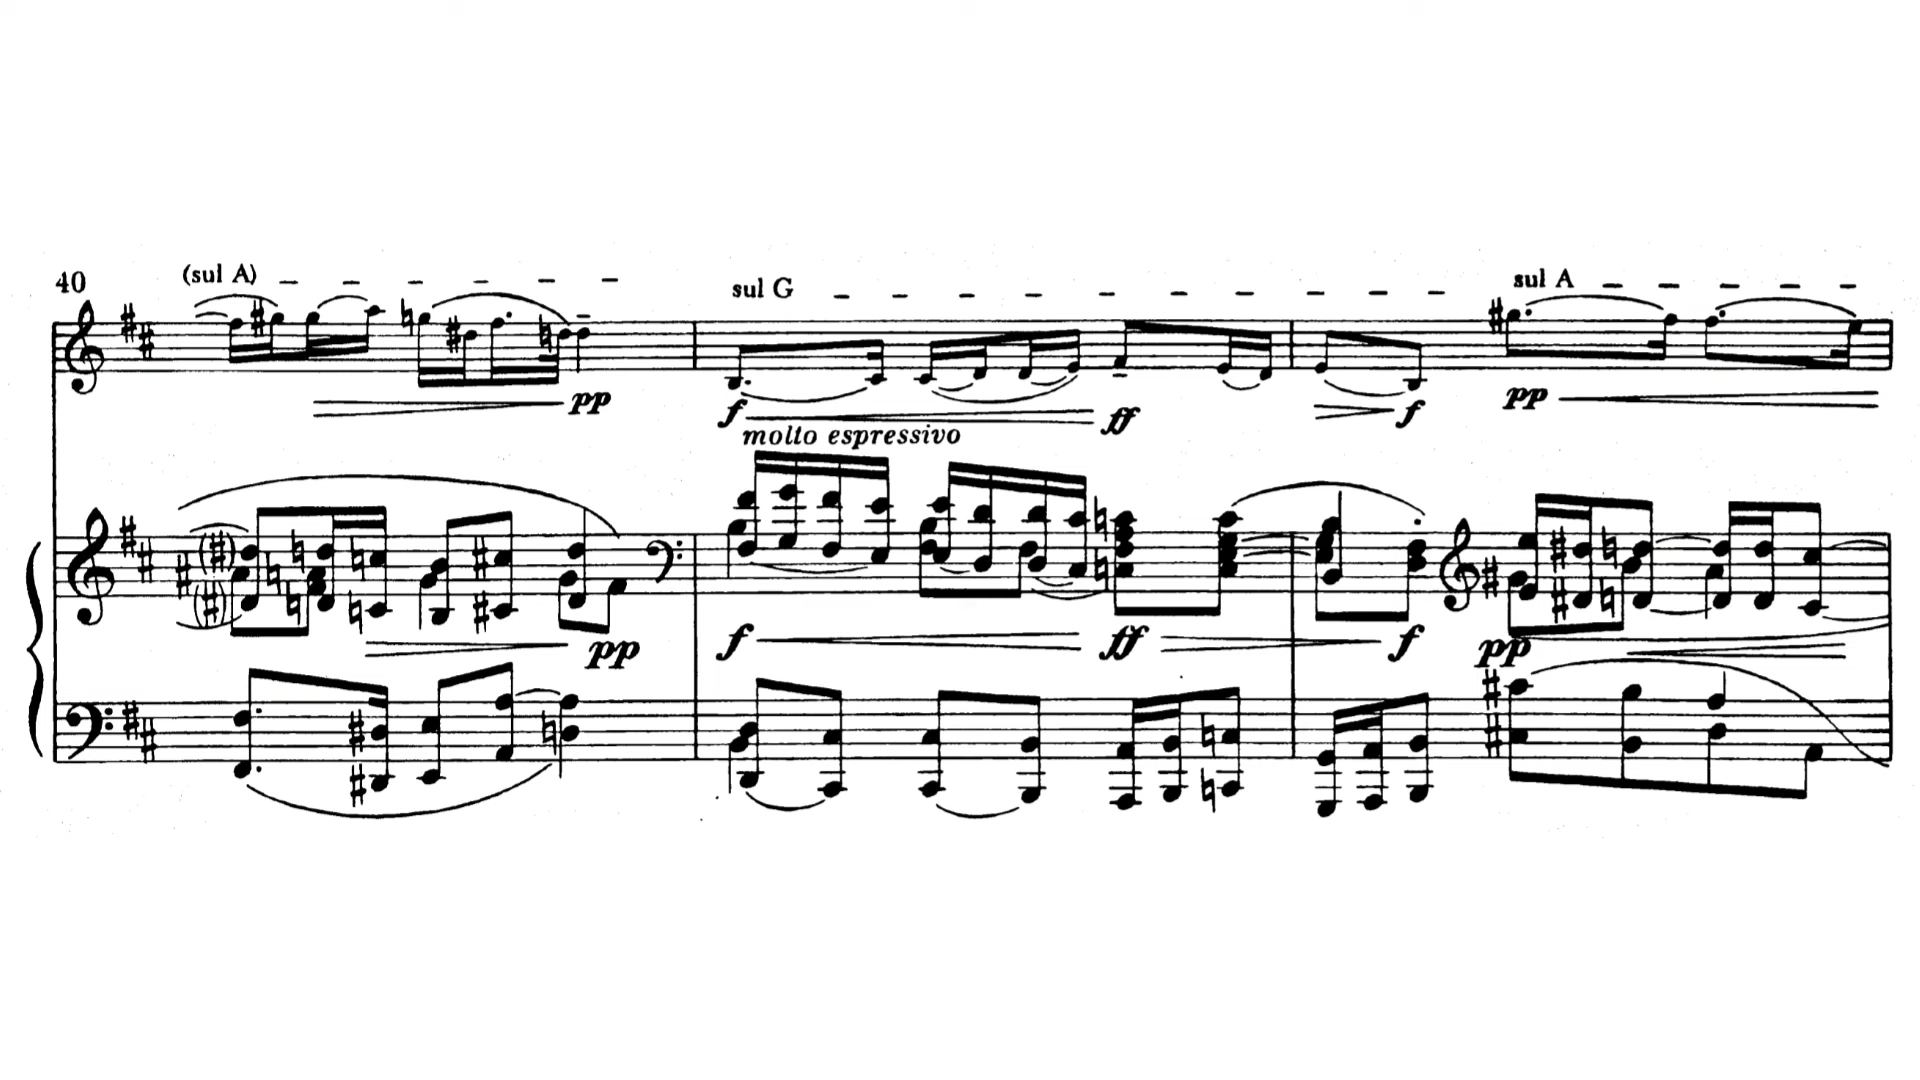 40 (sul A) sul G sul A
pp f ff f pp
molto espressivo
pp f ff f pp